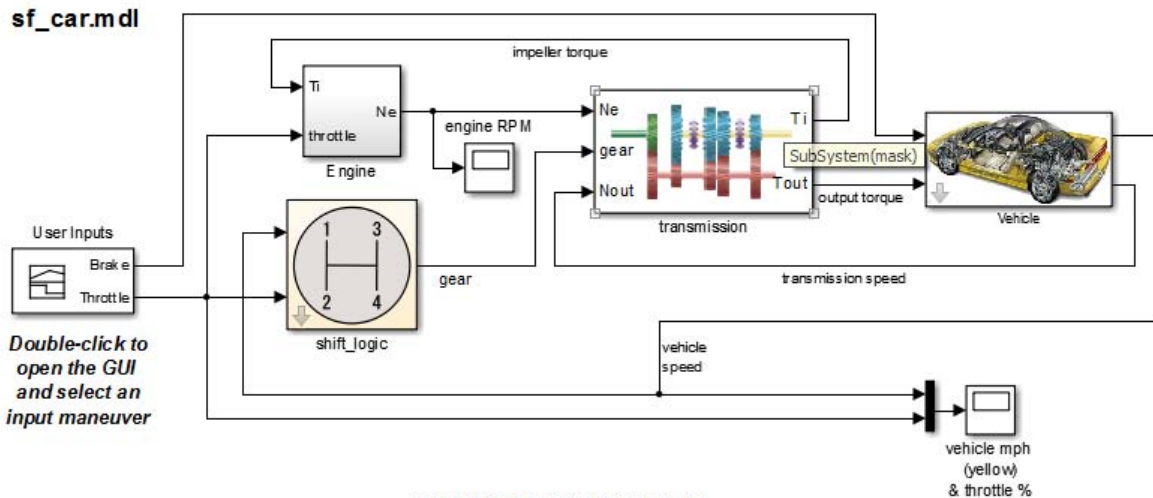 sf_car.mdl
impeller torque
Ti
Ne
throttle
Engine
engine RPM
Ne
gear
Nout
Ti
Tout
SubSystem(mask)
transmission
output torque
Vehicle
transmission speed
User Inputs
Brake
Throttle
1 3
2 4
shift_logic
gear
Double-click to
open the GUI
and select an
input maneuver
vehicle
speed
vehicle mph
(yellow)
& throttle %